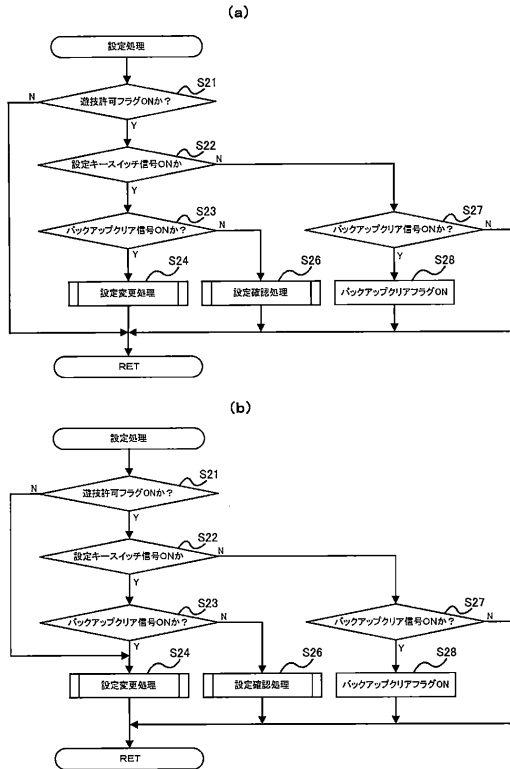 (a)
設定処理
S21
N
遊技許可フラグONか？
Y
S22
設定キースイッチ信号ONか
N
Y
S23
バックアップクリア信号ONか？
N
Y
S27
バックアップクリア信号ONか？
N
Y
S24
設定変更処理
S26
設定確認処理
S28
バックアップクリアフラグON
RET
(b)
設定処理
S21
N
遊技許可フラグONか？
Y
S22
設定キースイッチ信号ONか
N
Y
S23
バックアップクリア信号ONか？
N
Y
S27
バックアップクリア信号ONか？
N
Y
S24
設定変更処理
S26
設定確認処理
S28
バックアップクリアフラグON
RET